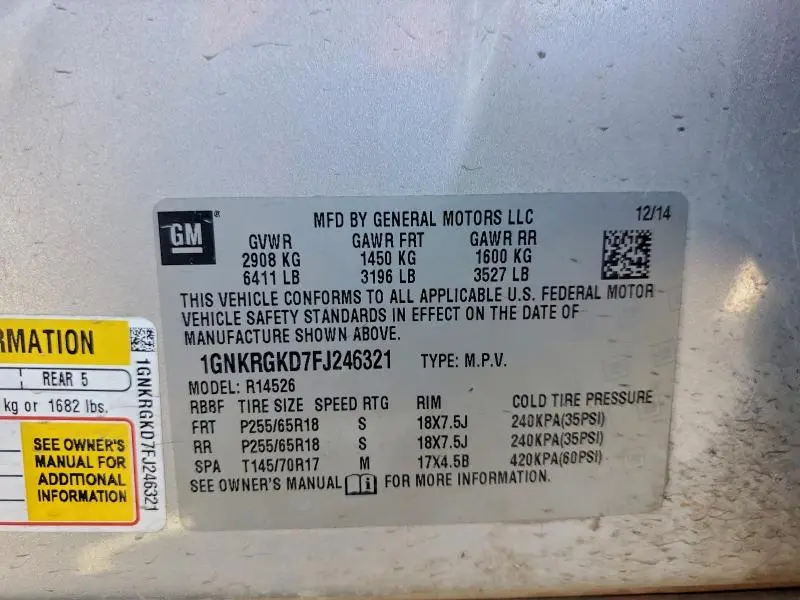 GM
MFD BY GENERAL MOTORS LLC 12/14
GVWR GAWR FRT GAWR RR
2908 KG 1450 KG 1600 KG
6411 LB 3196 LB 3527 LB
THIS VEHICLE CONFORMS TO ALL APPLICABLE U.S. FEDERAL MOTOR
VEHICLE SAFETY STANDARDS IN EFFECT ON THE DATE OF
MANUFACTURE SHOWN ABOVE.
1GNKRGKD7FJ246321 TYPE: M.P.V.
MODEL: R14526
RBBF TIRE SIZE SPEED RTG RIM COLD TIRE PRESSURE
FRT P255/65R18 S 18X7.5J 240KPA(35PSI)
RR P255/65R18 S 18X7.5J 240KPA(35PSI)
SPA T145/70R17 M 17X4.5B 420KPA(60PSI)
SEE OWNER'S MANUAL i FOR MORE INFORMATION.
RMATION
REAR 5
kg or 1682 lbs.
SEE OWNER'S
MANUAL FOR
ADDITIONAL
INFORMATION
1GNKRGKD7FJ246321